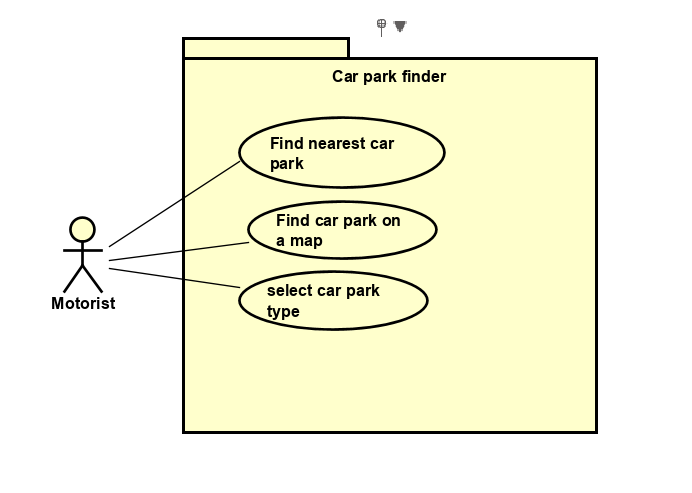 Car park finder
Find nearest car
park
Find car park on
a map
select car park
type
Motorist